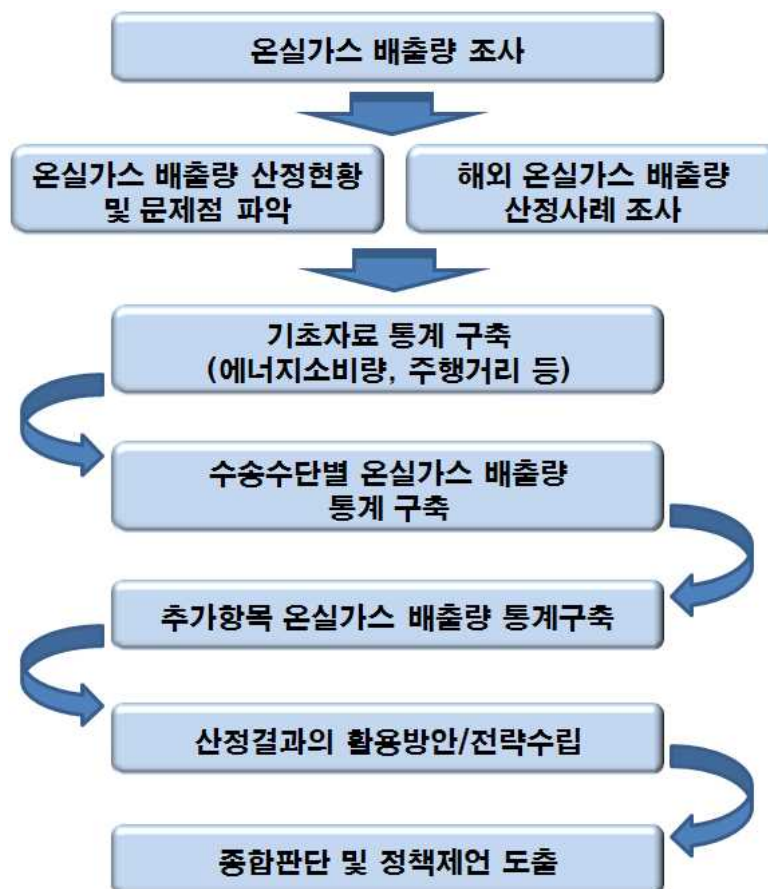 온실가스 배출량 조사
온실가스 배출량 산정현황
및 문제점 파악
해외 온실가스 배출량
산정사례 조사
기초자료 통계 구축
(에너지소비량, 주행거리 등)
수송수단별 온실가스 배출량
통계 구축
추가항목 온실가스 배출량 통계구축
산정결과의 활용방안/전략수립
종합판단 및 정책제언 도출